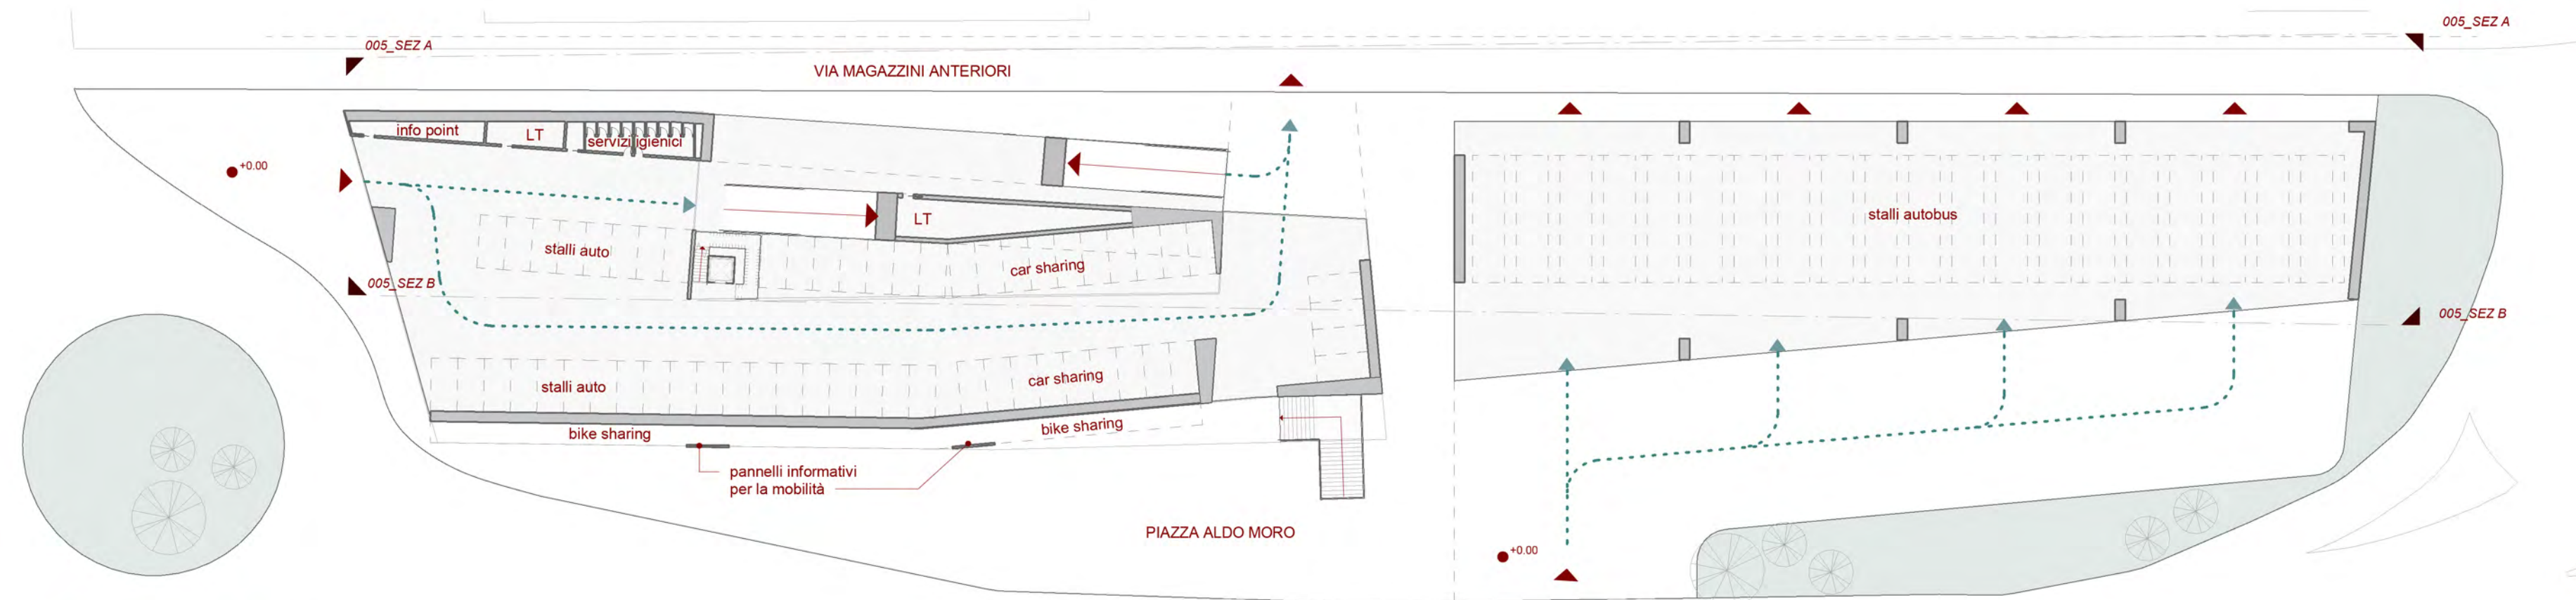 005_SEZ A
005_SEZ A
VIA MAGAZZINI ANTERIORI
info point
LT
servizi igienici
+0.00
LT
stalli autobus
stalli auto
car sharing
005_SEZ B
005_SEZ B
stalli auto
car sharing
bike sharing
bike sharing
pannelli informativi
per la mobilità
PIAZZA ALDO MORO
+0.00